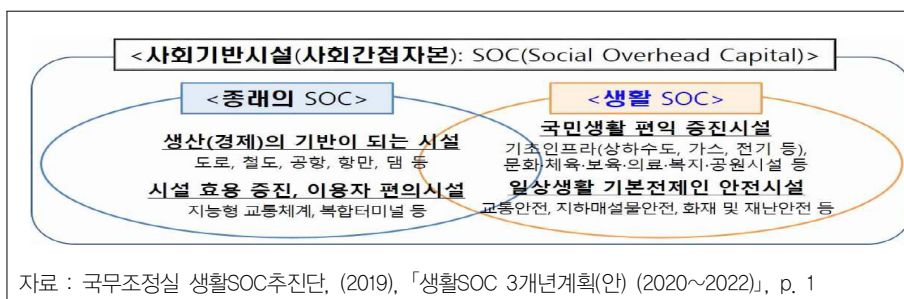 <사회기반시설(사회간접자본): SOC(Social Overhead Capital)>
<종래의 SOC>
생산(경제)의 기반이 되는 시설
도로, 철도, 공항, 항만, 댐 등
시설 효용 증진, 이용자 편의시설
지능형 교통체계, 복합터미널 등
<생활 SOC>
국민생활 편익 증진시설
기초인프라(상하수도, 가스, 전기 등),
문화·체육·보육·의료·복지·공원시설 등
일상생활 기본전제인 안전시설
교통안전, 지하매설물안전, 화재 및 재난안전 등
자료 : 국무조정실 생활SOC추진단, (2019), 「생활SOC 3개년계획(안) (2020~2022)」, p. 1